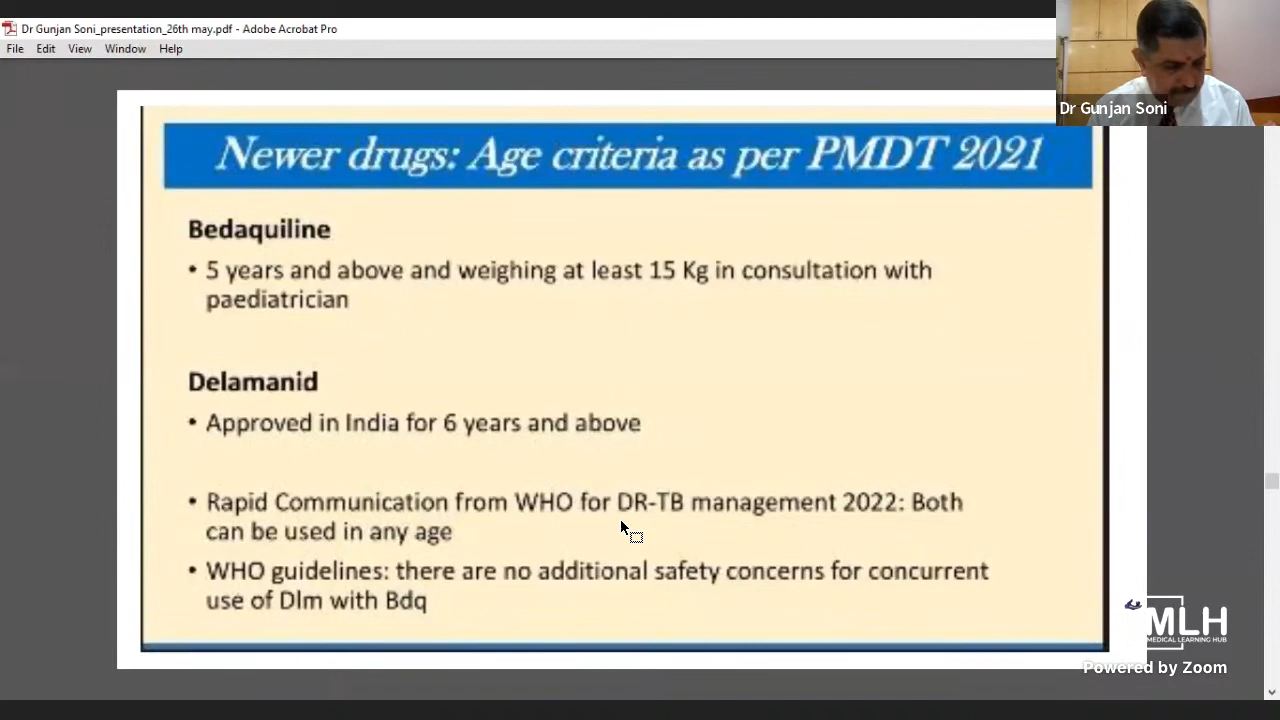 Dr Gunjan Soni_presentation_26th may.pdf - Adobe Acrobat Pro
File Edit View Window Help
Dr Gunjan Soni
Newer drugs: Age criteria as per PMDT 2021
Bedaquiline
• 5 years and above and weighing at least 15 Kg in consultation with
paediatrician
Delamanid
• Approved in India for 6 years and above
• Rapid Communication from WHO for DR-TB management 2022: Both
can be used in any age
• WHO guidelines: there are no additional safety concerns for concurrent
use of Dlm with Bdq
MLH
MEDICAL LEARNING HUB
Powered by Zoom